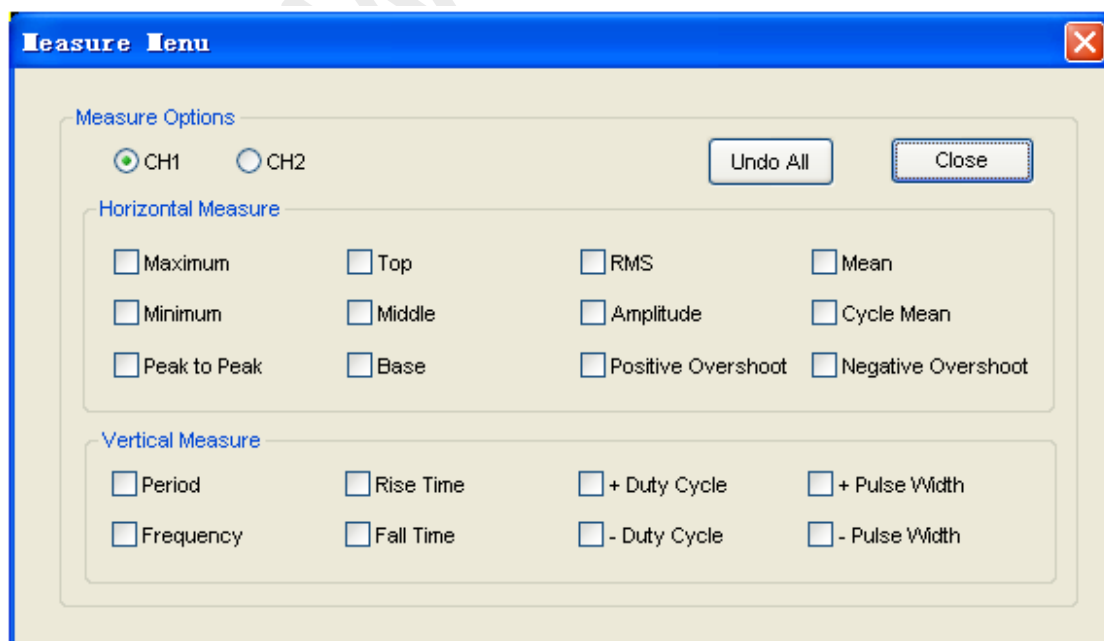 Measure Menu
Measure Options
CH1 CH2 Undo All Close
Horizontal Measure
Maximum Top RMS Mean
Minimum Middle Amplitude Cycle Mean
Peak to Peak Base Positive Overshoot Negative Overshoot
Vertical Measure
Period Rise Time + Duty Cycle + Pulse Width
Frequency Fall Time - Duty Cycle - Pulse Width